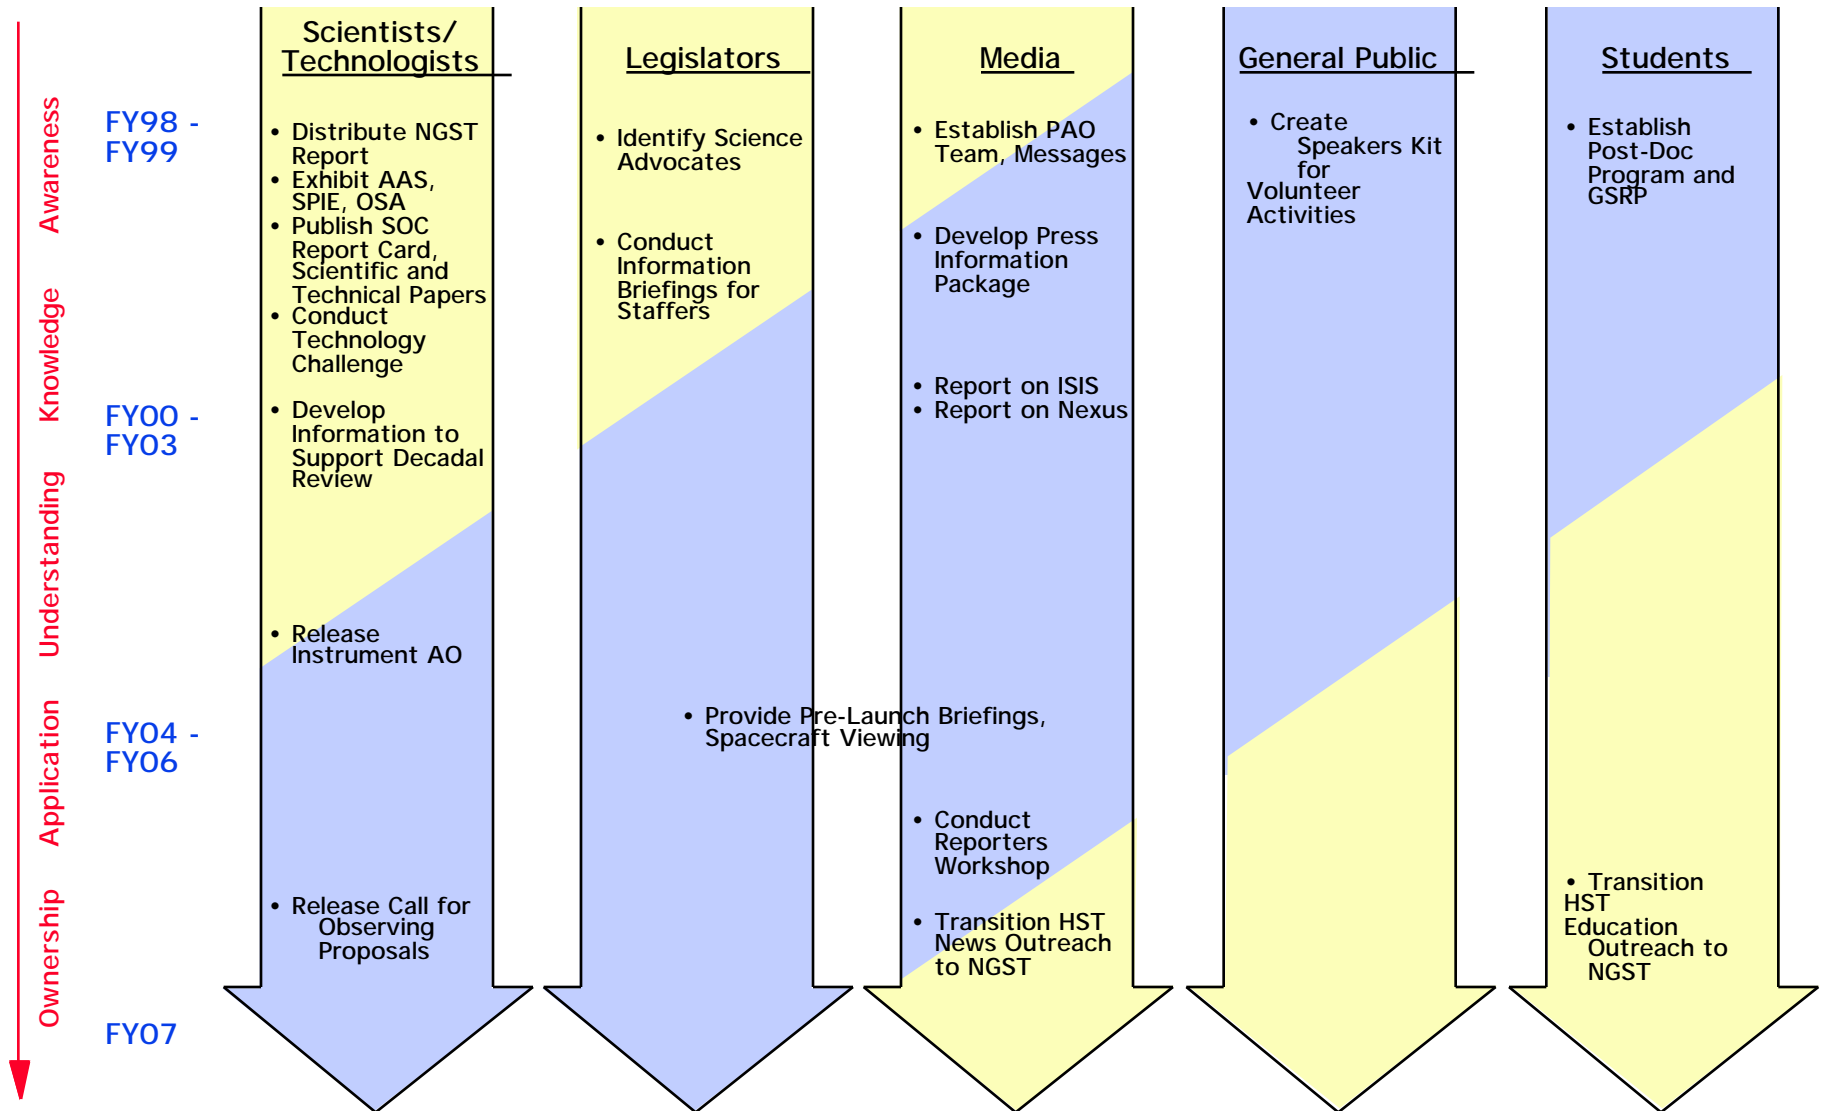 Awareness
Knowledge
Understanding
Application
Ownership
FY98 -
FY99
FY00 -
FY03
FY04 -
FY06
FY07
Scientists/
Technologists
• Distribute NGST
Report
• Exhibit AAS,
SPIE, OSA
• Publish SOC
Report Card,
Scientific and
Technical Papers
• Conduct
Technology
Challenge
• Develop
Information to
Support Decadal
Review
• Release
Instrument AO
• Release Call for
Observing
Proposals
Legislators
• Identify Science
Advocates
• Conduct
Information
Briefings for
Staffers
• Provide Pre-Launch Briefings,
Spacecraft Viewing
Media
• Establish PAO
Team, Messages
• Develop Press
Information
Package
• Report on ISIS
• Report on Nexus
• Conduct
Reporters
Workshop
• Transition HST
News Outreach
to NGST
General Public
• Create
Speakers Kit
for
Volunteer
Activities
Students
• Establish
Post-Doc
Program and
GSRP
• Transition
HST
Education
Outreach to
NGST